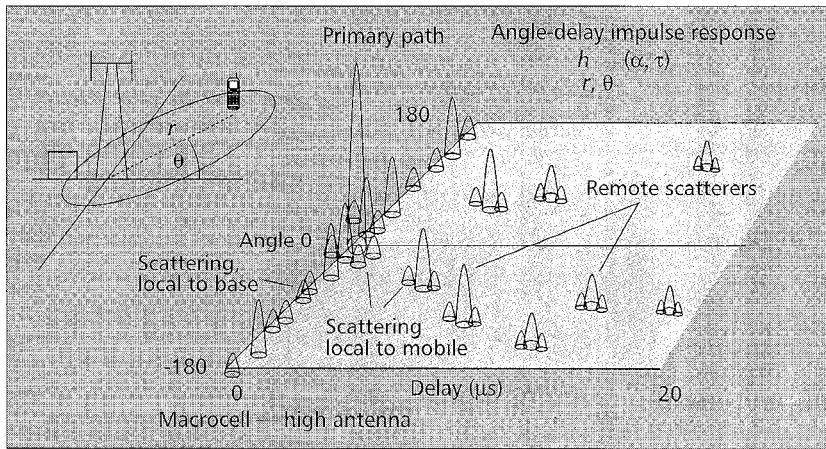 Primary path
Angle-delay impulse response
h (α, τ)
r, θ
180
r
θ
Remote scatterers
Angle 0
Scattering,
local to base
Scattering
local to mobile
-180
0
Delay (μs)
20
Macrocell — high antenna